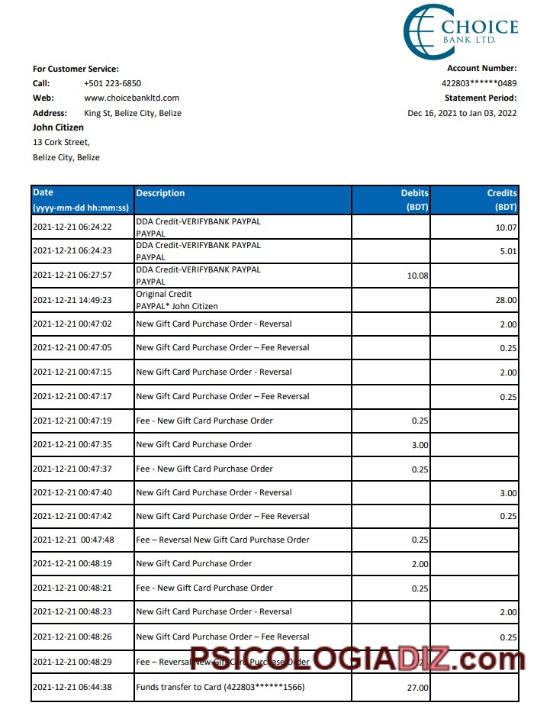 CHOICE
BANK LTD.
For Customer Service:
Call: +501 223-6850
Web: www.choicebankltd.com
Address: King St, Belize City, Belize
John Citizen
13 Cork Street,
Belize City, Belize
Account Number:
422803******0489
Statement Period:
Dec 16, 2021 to Jan 03, 2022
Date Description Debits Credits
(yyyy-mm-dd hh:mm:ss) (BDT) (BDT)
2021-12-21 06:24:22 DDA Credit-VERIFYBANK PAYPAL 10.07
PAYPAL
2021-12-21 06:24:23 DDA Credit-VERIFYBANK PAYPAL 5.01
PAYPAL
2021-12-21 06:27:57 DDA Credit-VERIFYBANK PAYPAL 10.08
PAYPAL
2021-12-21 14:49:23 Original Credit 28.00
PAYPAL* John Citizen
2021-12-21 00:47:02 New Gift Card Purchase Order - Reversal 2.00
2021-12-21 00:47:05 New Gift Card Purchase Order – Fee Reversal 0.25
2021-12-21 00:47:15 New Gift Card Purchase Order - Reversal 2.00
2021-12-21 00:47:17 New Gift Card Purchase Order – Fee Reversal 0.25
2021-12-21 00:47:19 Fee - New Gift Card Purchase Order 0.25
2021-12-21 00:47:35 New Gift Card Purchase Order 3.00
2021-12-21 00:47:37 Fee - New Gift Card Purchase Order 0.25
2021-12-21 00:47:40 New Gift Card Purchase Order - Reversal 3.00
2021-12-21 00:47:42 New Gift Card Purchase Order – Fee Reversal 0.25
2021-12-21 00:47:48 Fee – Reversal New Gift Card Purchase Order 0.25
2021-12-21 00:48:19 New Gift Card Purchase Order 2.00
2021-12-21 00:48:21 Fee - New Gift Card Purchase Order 0.25
2021-12-21 00:48:23 New Gift Card Purchase Order - Reversal 2.00
2021-12-21 00:48:26 New Gift Card Purchase Order – Fee Reversal 0.25
2021-12-21 00:48:29 Fee – Reversal New Gift Card Purchase Order
PSICOLOGIADIZ.com
2021-12-21 06:44:38 Funds transfer to Card (422803******1566) 27.00